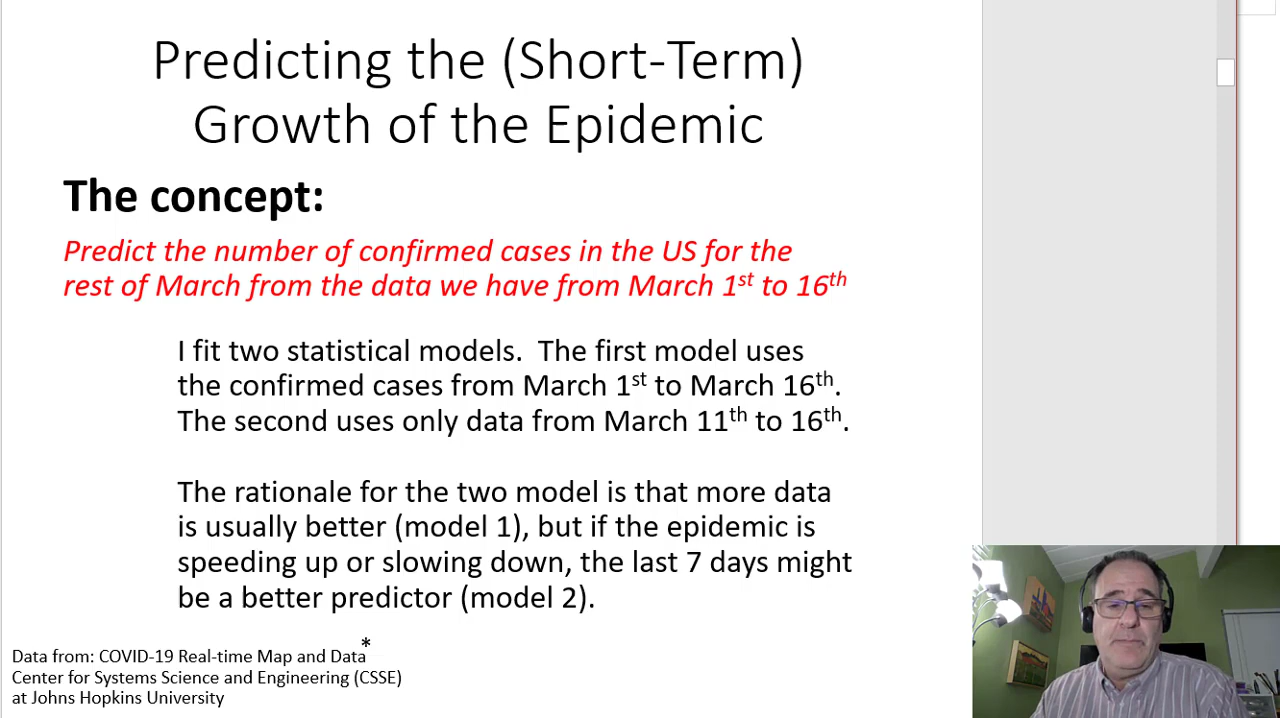 Predicting the (Short-Term)
Growth of the Epidemic
The concept:
Predict the number of confirmed cases in the US for the
rest of March from the data we have from March 1st to 16th
I fit two statistical models. The first model uses
the confirmed cases from March 1st to March 16th.
The second uses only data from March 11th to 16th.
The rationale for the two model is that more data
is usually better (model 1), but if the epidemic is
speeding up or slowing down, the last 7 days might
be a better predictor (model 2).
Data from: COVID-19 Real-time Map and Data*
Center for Systems Science and Engineering (CSSE)
at Johns Hopkins University